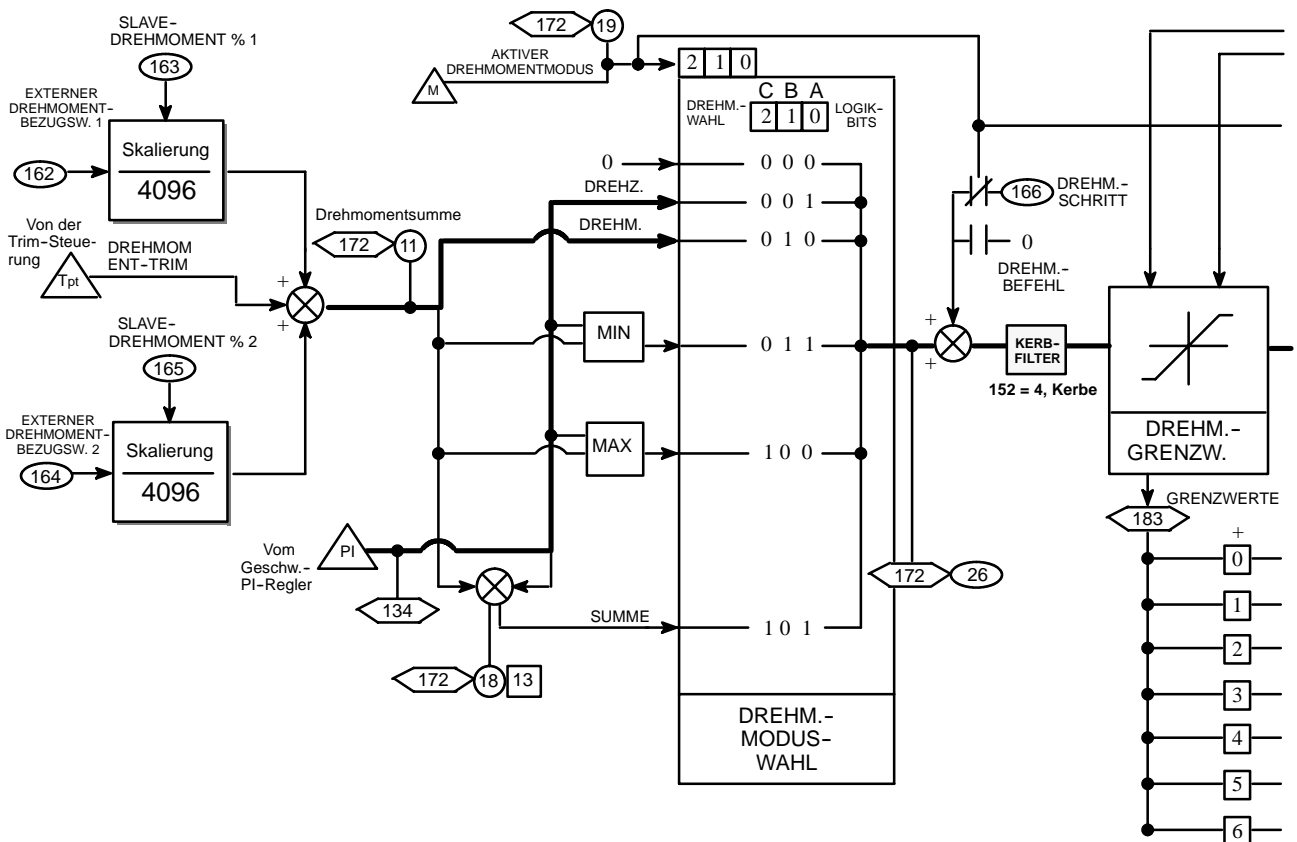 SLAVE-
DREHMOMENT % 1
163
EXTERNER
DREHMOMENT-
BEZUGSW. 1
162
Skalierung
4096
Von der
Trim-Steue-
rung
Tpt
DREHMOM
ENT-TRIM
+
+
SLAVE-
DREHMOMENT % 2
165
EXTERNER
DREHMOMENT-
BEZUGSW. 2
164
Skalierung
4096
Drehmomentsumme
172 11
172 19
AKTIVER
DREHMOMENTMODUS
M
2 1 0
C B A
DREHM.-
WAHL
2 1 0
LOGIK-
BITS
0 0 0 0
DREHZ. 0 0 1
DREHM. 0 1 0
MIN 0 1 1
MAX 1 0 0
Vom
Geschw.-
PI-Regler
PI
134
SUMME 1 0 1
172 18 13
DREHM.-
MODUS-
WAHL
172 26
166
DREHM.-
SCHRITT
0
DREHM.-
BEFEHL
+
+
KERB-
FILTER
152 = 4, Kerbe
DREHM.-
GRENZW.
GRENZWERTE
183
+
0
1
2
3
4
5
6